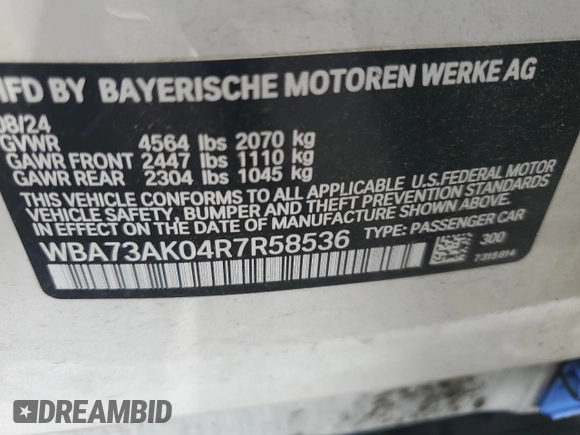 MFD BY BAYERISCHE MOTOREN WERKE AG
08/24
GVWR 4564 lbs 2070 kg
GAWR FRONT 2447 lbs 1110 kg
GAWR REAR 2304 lbs 1045 kg
THIS VEHICLE CONFORMS TO ALL APPLICABLE U.S.FEDERAL MOTOR
VEHICLE SAFETY, BUMPER, AND THEFT PREVENTION STANDARDS
IN EFFECT ON THE DATE OF MANUFACTURE SHOWN ABOVE.
WBA73AK04R7R58536 TYPE: PASSENGER CAR
300
7315814
DREAMBID